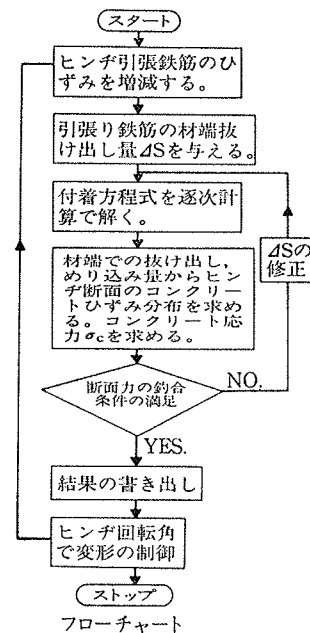 スタート
ヒンヂ引張鉄筋のひ
ずみを増減する。
引張り鉄筋の材端抜
け出し量ΔSを与える。
付着方程式を逐次計
算で解く。
材端での抜け出し,
めり込み量からヒン
ヂ断面のコンクリー
トひずみ分布を求め
る。コンクリート応
力σcを求める。
ΔSの
修正
断面力の釣合
条件の満足
NO.
YES.
結果の書き出し
ヒンヂ回転角
で変形の制御
ストップ
フローチャート